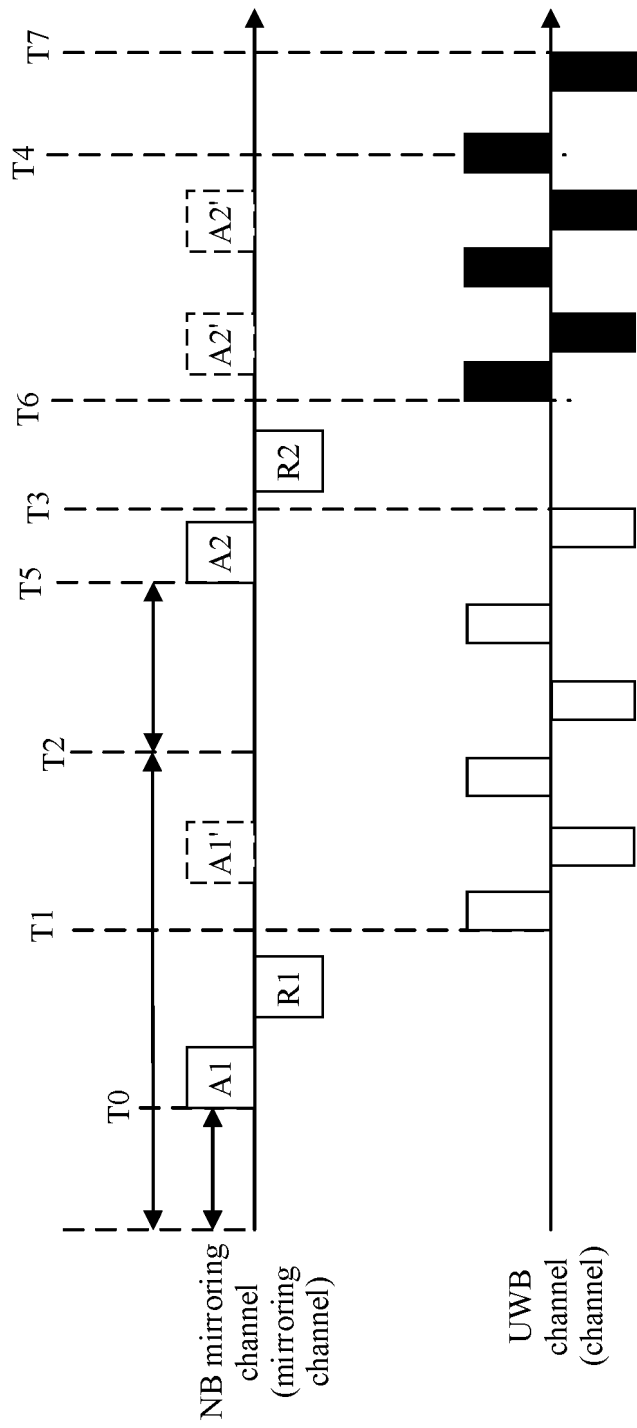 T0
T1
T2
T5
T3
T6
T4
T7
NB mirroring
channel
(mirroring
channel)
A1
R1
A1'
A2
R2
A2'
A2'
UWB
channel
(channel)